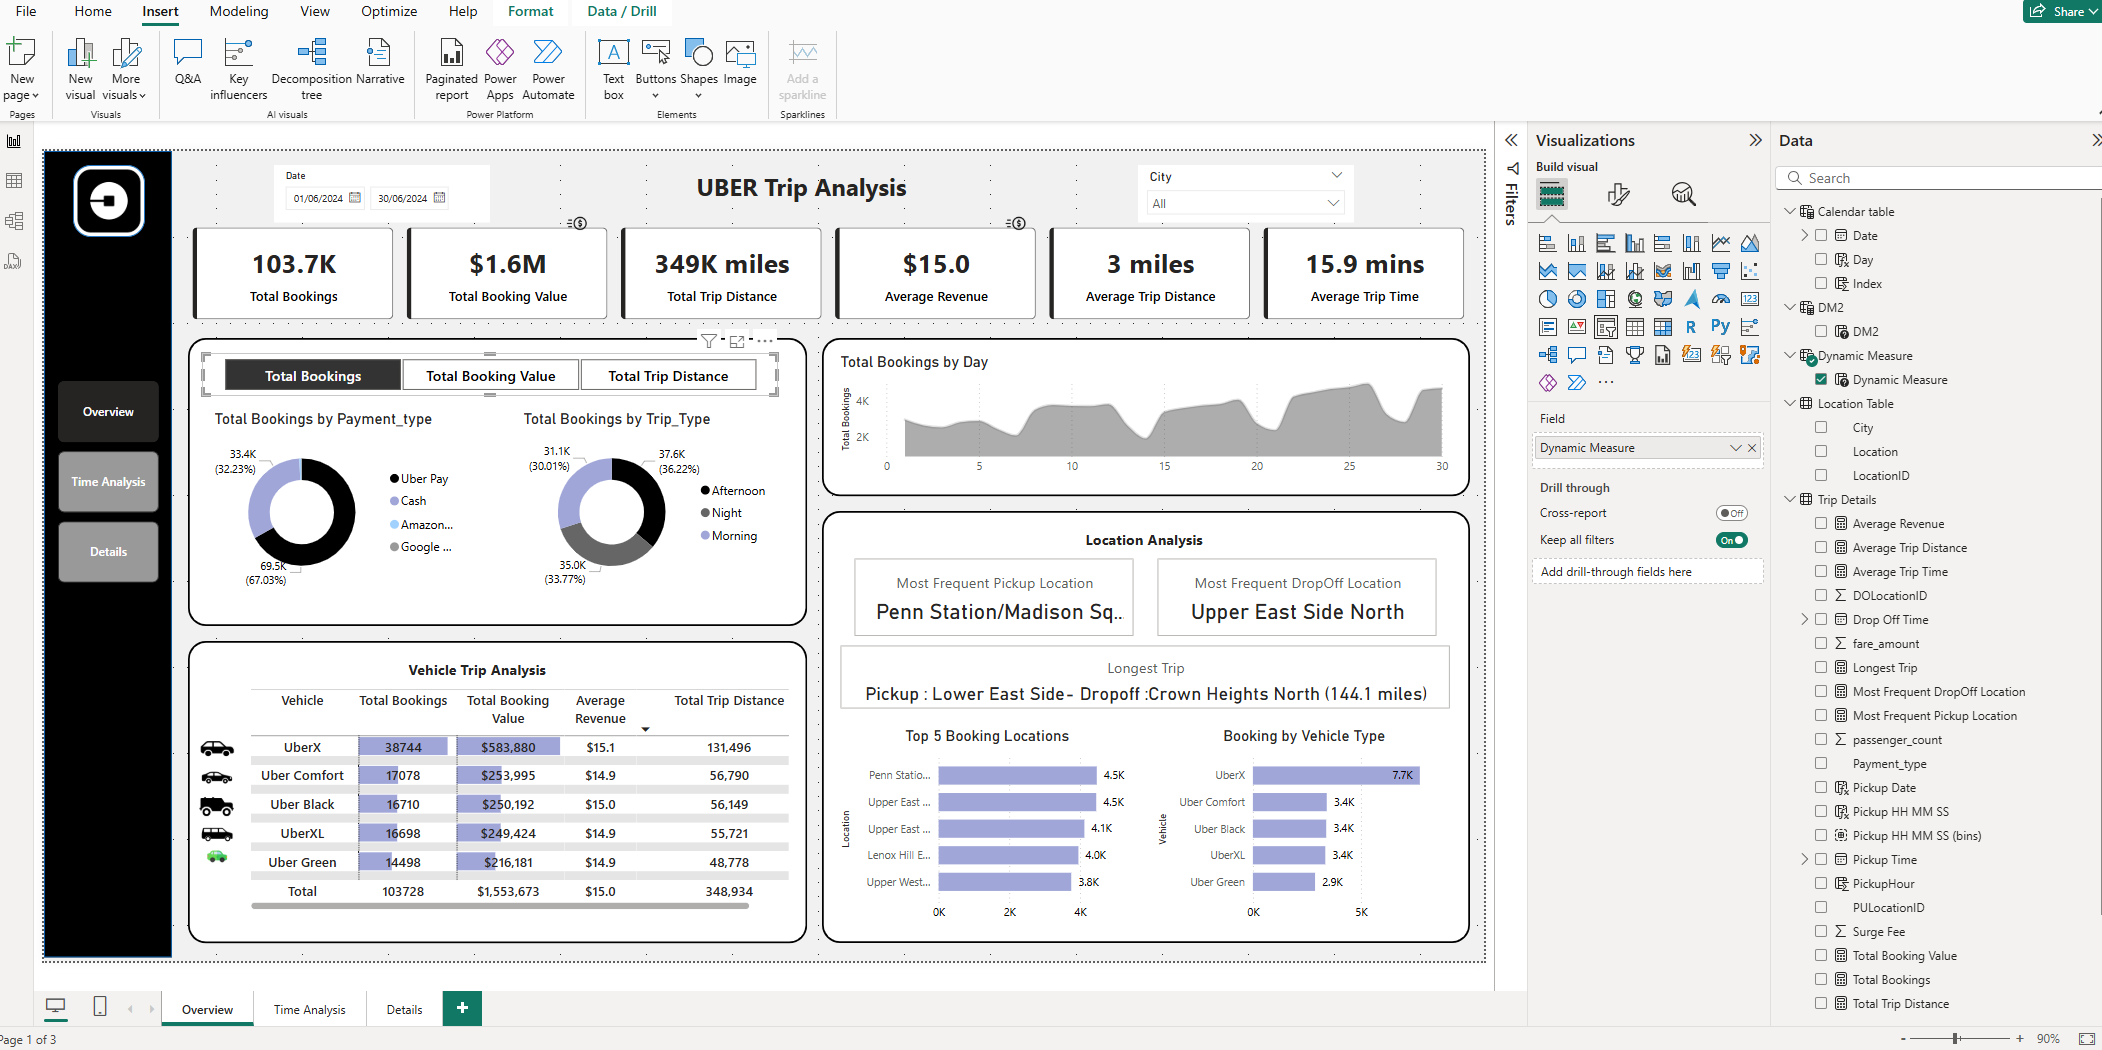 File Home Insert Modeling View Optimize Help Format Data / Drill Share
New page
New visual
More visuals
Q&A
Key influencers
Decomposition tree
Narrative
Paginated report
Power Apps
Power Automate
Text box
Buttons
Shapes
Image
Add a sparkline
Pages
Visuals
AI visuals
Power Platform
Elements
Sparklines
Date
01/06/2024 30/06/2024
UBER Trip Analysis
City
All
103.7K
Total Bookings
$1.6M
Total Booking Value
349K miles
Total Trip Distance
$15.0
Average Revenue
3 miles
Average Trip Distance
15.9 mins
Average Trip Time
Overview
Time Analysis
Details
Total Bookings Total Booking Value Total Trip Distance
Total Bookings by Payment_type
33.4K
(32.23%)
69.5K
(67.03%)
Uber Pay
Cash
Amazon...
Google ...
Total Bookings by Trip_Type
31.1K
(30.01%)
37.6K
(36.22%)
35.0K
(33.77%)
Afternoon
Night
Morning
Total Bookings by Day
Total Bookings
4K
2K
0 5 10 15 20 25 30
Vehicle Trip Analysis
Vehicle Total Bookings Total Booking Value Average Revenue Total Trip Distance
UberX 38744 $583,880 $15.1 131,496
Uber Comfort 17078 $253,995 $14.9 56,790
Uber Black 16710 $250,192 $15.0 56,149
UberXL 16698 $249,424 $14.9 55,721
Uber Green 14498 $216,181 $14.9 48,778
Total 103728 $1,553,673 $15.0 348,934
Location Analysis
Most Frequent Pickup Location
Penn Station/Madison Sq...
Most Frequent DropOff Location
Upper East Side North
Longest Trip
Pickup : Lower East Side- Dropoff :Crown Heights North (144.1 miles)
Top 5 Booking Locations
Location
Penn Statio... 4.5K
Upper East ... 4.5K
Upper East ... 4.1K
Lenox Hill E... 4.0K
Upper West... 3.8K
0K 2K 4K
Booking by Vehicle Type
Vehicle
UberX 7.7K
Uber Comfort 3.4K
Uber Black 3.4K
UberXL 3.4K
Uber Green 2.9K
0K 5K
Filters
Visualizations
Build visual
R Py
123
123
...
Field
Dynamic Measure
Drill through
Cross-report Off
Keep all filters On
Add drill-through fields here
Data
Search
Calendar table
Date
Day
Index
DM2
DM2
Dynamic Measure
Dynamic Measure
Location Table
City
Location
LocationID
Trip Details
Average Revenue
Average Trip Distance
Average Trip Time
DOLocationID
Drop Off Time
fare_amount
Longest Trip
Most Frequent DropOff Location
Most Frequent Pickup Location
passenger_count
Payment_type
Pickup Date
Pickup HH MM SS
Pickup HH MM SS (bins)
Pickup Time
PickupHour
PULocationID
Surge Fee
Total Booking Value
Total Bookings
Total Trip Distance
Overview Time Analysis Details +
Page 1 of 3
- + 90%